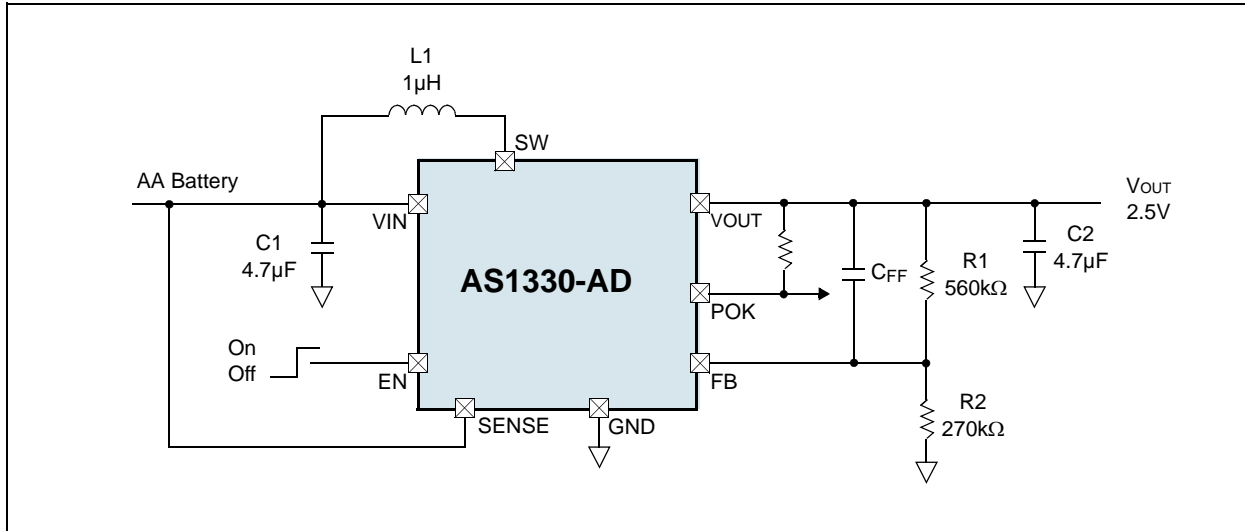 L1
1µH
SW
AA Battery
VIN
VOUT
VOUT
2.5V
C1
4.7µF
AS1330-AD
CFF
R1
560kΩ
C2
4.7µF
POK
On
Off
EN
FB
SENSE
GND
R2
270kΩ